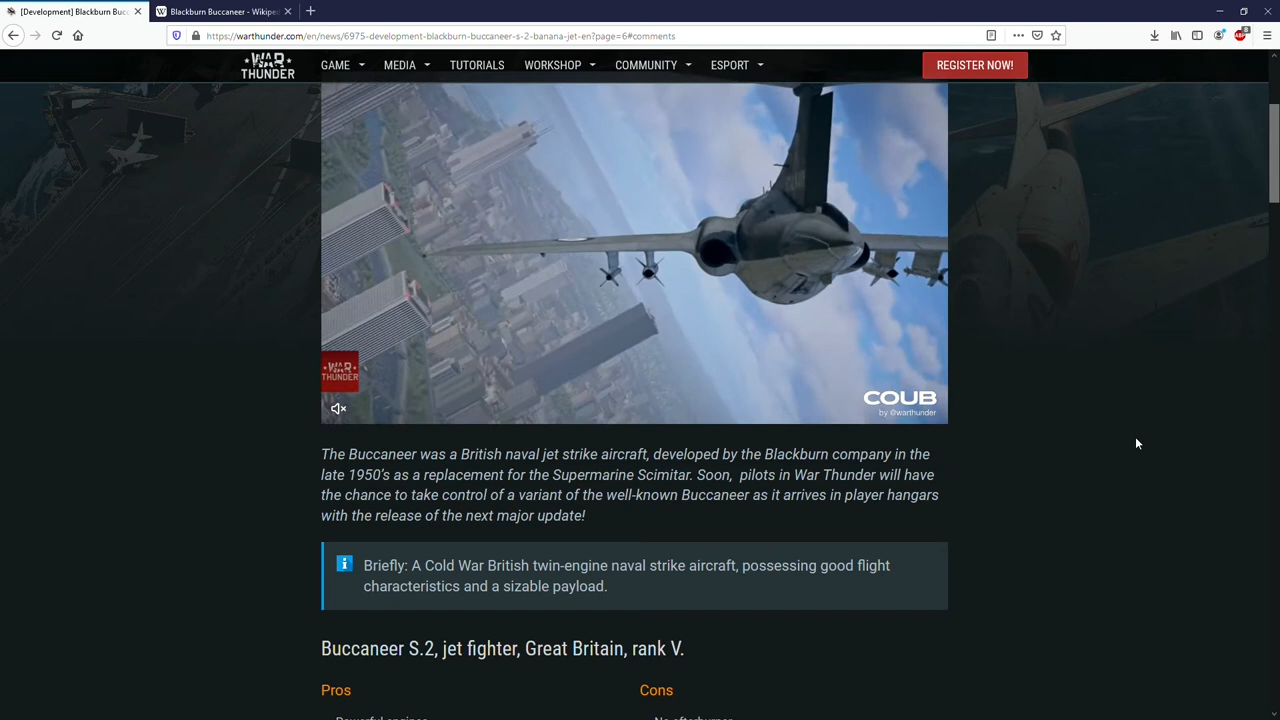 [Development] Blackburn Buc
Blackburn Buccaneer - Wikipe
https://warthunder.com/en/news/6975-development-blackburn-buccaneer-s-2-banana-jet-en?page=6#comments
WAR
THUNDER
GAME
MEDIA
TUTORIALS
WORKSHOP
COMMUNITY
ESPORT
REGISTER NOW!
WAR
THUNDER
COUB
by @warthunder
The Buccaneer was a British naval jet strike aircraft, developed by the Blackburn company in the
late 1950's as a replacement for the Supermarine Scimitar. Soon, pilots in War Thunder will have
the chance to take control of a variant of the well-known Buccaneer as it arrives in player hangars
with the release of the next major update!
Briefly: A Cold War British twin-engine naval strike aircraft, possessing good flight
characteristics and a sizable payload.
Buccaneer S.2, jet fighter, Great Britain, rank V.
Pros
Cons
Powerful engines
No afterburner